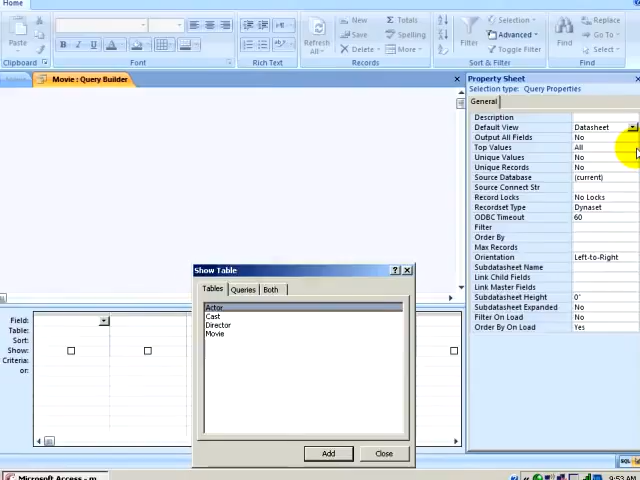 Home
Paste
Clipboard
B I U
Font
Rich Text
Refresh
All
New
Save
Delete
Totals
Spelling
More
Records
Filter
Selection
Advanced
Toggle Filter
Sort & Filter
Find
Replace
Go To
Select
Find
Movie : Query Builder
Property Sheet
Selection type: Query Properties
General
Description
Default View Datasheet
Output All Fields No
Top Values All
Unique Values No
Unique Records No
Source Database (current)
Source Connect Str
Record Locks No Locks
Recordset Type Dynaset
ODBC Timeout 60
Filter
Order By
Max Records
Orientation Left-to-Right
Subdatasheet Name
Link Child Fields
Link Master Fields
Subdatasheet Height 0"
Subdatasheet Expanded No
Filter On Load No
Order By On Load Yes
Show Table
Tables Queries Both
Actor
Cast
Director
Movie
Add Close
Field:
Table:
Sort:
Show:
Criteria:
or:
SQL
Microsoft Access - m
9:53 AM